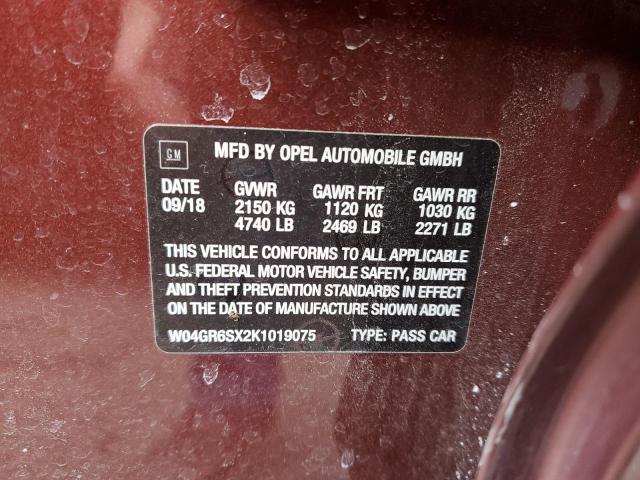 GM MFD BY OPEL AUTOMOBILE GMBH
DATE GVWR GAWR FRT GAWR RR
09/18 2150 KG 1120 KG 1030 KG
4740 LB 2469 LB 2271 LB
THIS VEHICLE CONFORMS TO ALL APPLICABLE
U.S. FEDERAL MOTOR VEHICLE SAFETY, BUMPER
AND THEFT PREVENTION STANDARDS IN EFFECT
ON THE DATE OF MANUFACTURE SHOWN ABOVE
W04GR6SX2K1019075 TYPE: PASS CAR